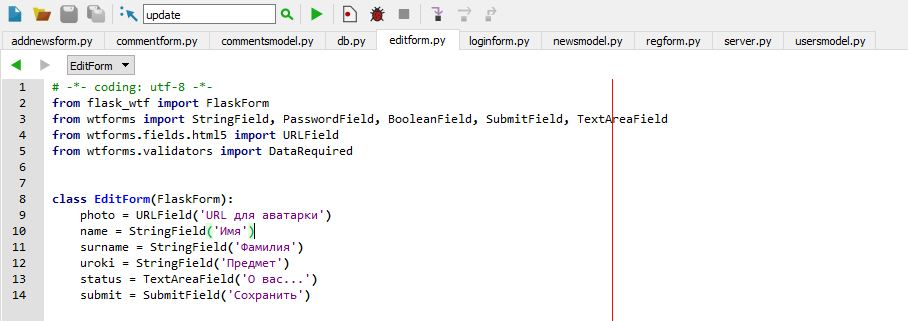 update
addnewsform.py commentform.py commentsmodel.py db.py editform.py loginform.py newsmodel.py regform.py server.py usersmodel.py
EditForm
1 # -*- coding: utf-8 -*-
2 from flask_wtf import FlaskForm
3 from wtforms import StringField, PasswordField, BooleanField, SubmitField, TextAreaField
4 from wtforms.fields.html5 import URLField
5 from wtforms.validators import DataRequired
6
7
8 class EditForm(FlaskForm):
9     photo = URLField('URL для аватарки')
10     name = StringField('Имя')
11     surname = StringField('Фамилия')
12     uroki = StringField('Предмет')
13     status = TextAreaField('О вас...')
14     submit = SubmitField('Сохранить')